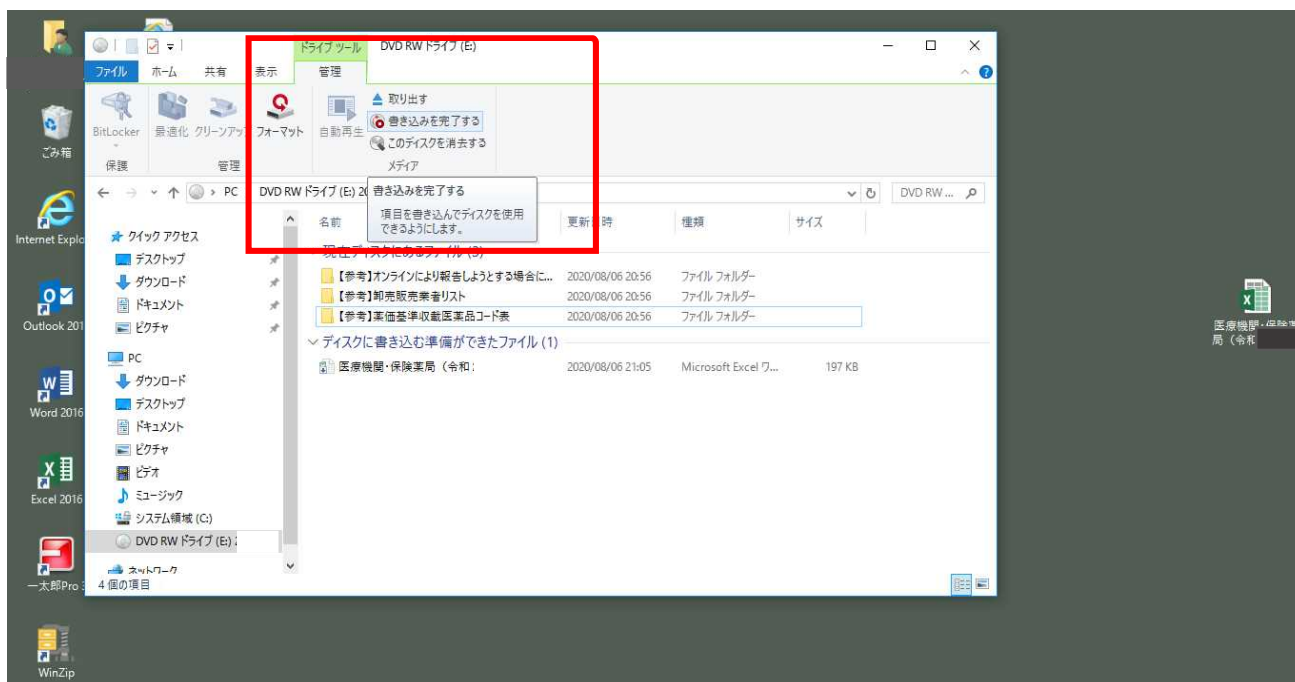 ドライブ ツール
DVD RW ドライブ (E:)
ファイル
ホーム
共有
表示
管理
BitLocker
最適化
クリーンアップ
フォーマット
自動再生
取り出す
書き込みを完了する
このディスクを消去する
保護
管理
メディア
PC
DVD RW ドライブ (E:) 20
DVD RW ...
書き込みを完了する
項目を書き込んでディスクを使用
できるようにします。
名前
更新日時
種類
サイズ
現在ディスクにあるファイル (3)
【参考】オンラインにより報告しようとする場合に... 2020/08/06 20:56 ファイル フォルダー
【参考】卸売販売業者リスト 2020/08/06 20:56 ファイル フォルダー
【参考】薬価基準収載医薬品コード表 2020/08/06 20:56 ファイル フォルダー
ディスクに書き込む準備ができたファイル (1)
医療機関・保険薬局（令和 2020/08/06 21:05 Microsoft Excel ワ... 197 KB
クイック アクセス
デスクトップ
ダウンロード
ドキュメント
ピクチャ
PC
ダウンロード
デスクトップ
ドキュメント
ピクチャ
ビデオ
ミュージック
システム領域 (C:)
DVD RW ドライブ (E:)
ネットワーク
4 個の項目
ごみ箱
Internet Explo
Outlook 201
Word 2016
Excel 2016
一太郎Pro
WinZip
医療機関・保険薬
局（令和